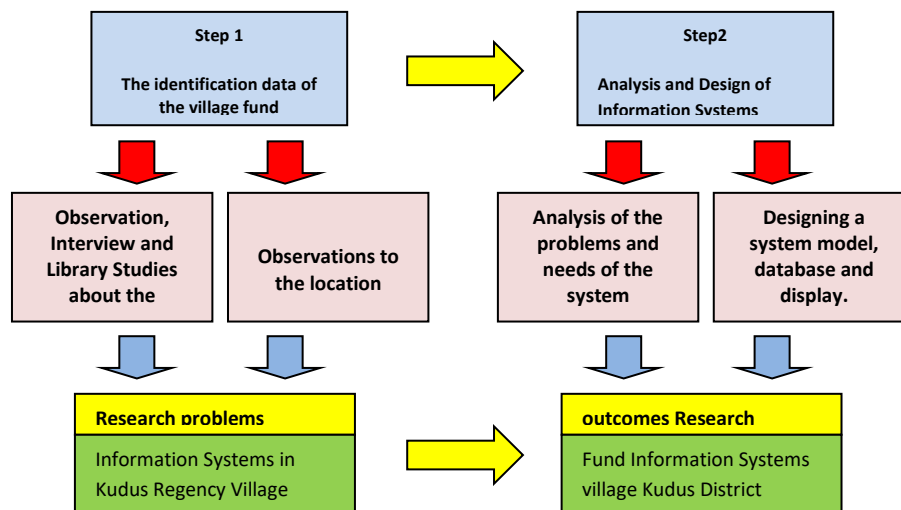 Step 1
The identification data of
the village fund
Step2
Analysis and Design of
Information Systems
Observation,
Interview and
Library Studies
about the
Observations to
the location
Analysis of the
problems and
needs of the
system
Designing a
system model,
database and
display.
Research problems
Information Systems in
Kudus Regency Village
outcomes Research
Fund Information Systems
village Kudus District